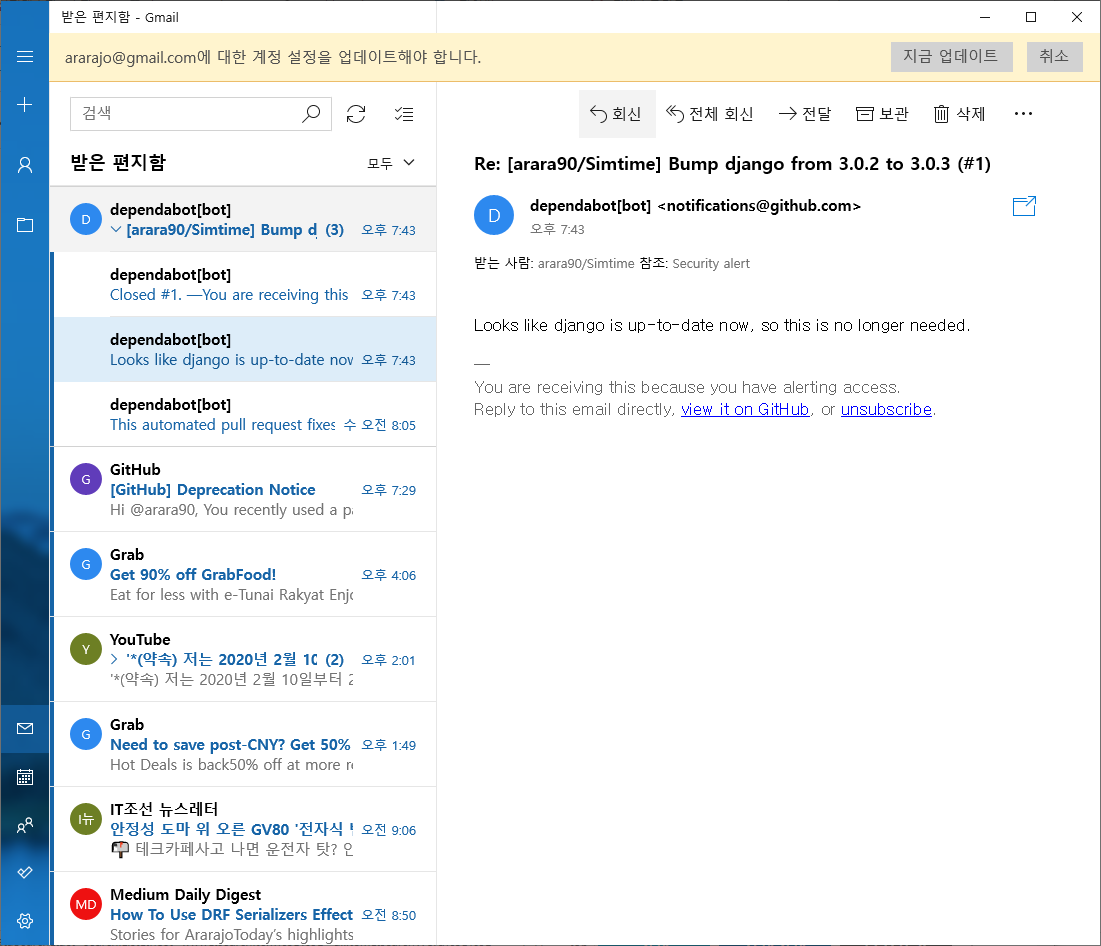 받은 편지함 - Gmail
ararajo@gmail.com에 대한 계정 설정을 업데이트해야 합니다.
지금 업데이트
취소
검색
받은 편지함
모두
dependabot[bot]
[arara90/Simtime] Bump d (3) 오후 7:43
dependabot[bot]
Closed #1. —You are receiving this 오후 7:43
dependabot[bot]
Looks like django is up-to-date now 오후 7:43
dependabot[bot]
This automated pull request fixes 수 오전 8:05
G
GitHub
[GitHub] Deprecation Notice 오후 7:29
Hi @arara90, You recently used a pa
G
Grab
Get 90% off GrabFood! 오후 4:06
Eat for less with e-Tunai Rakyat Enjo
Y
YouTube
'*(약속) 저는 2020년 2월 10 (2) 오후 2:01
'*(약속) 저는 2020년 2월 10일부터 2
G
Grab
Need to save post-CNY? Get 50% 오후 1:49
Hot Deals is back50% off at more re
I뉴
IT조선 뉴스레터
안정성 도마 위 오른 GV80 '전자식 오전 9:06
테크카페사고 나면 운전자 탓?
MD
Medium Daily Digest
How To Use DRF Serializers Effect 오전 8:50
Stories for ArarajoToday's highlights
회신
전체 회신
전달
보관
삭제
Re: [arara90/Simtime] Bump django from 3.0.2 to 3.0.3 (#1)
D
dependabot[bot] <notifications@github.com>
오후 7:43
받는 사람: arara90/Simtime 참조: Security alert
Looks like django is up-to-date now, so this is no longer needed.
—
You are receiving this because you have alerting access.
Reply to this email directly, view it on GitHub, or unsubscribe.